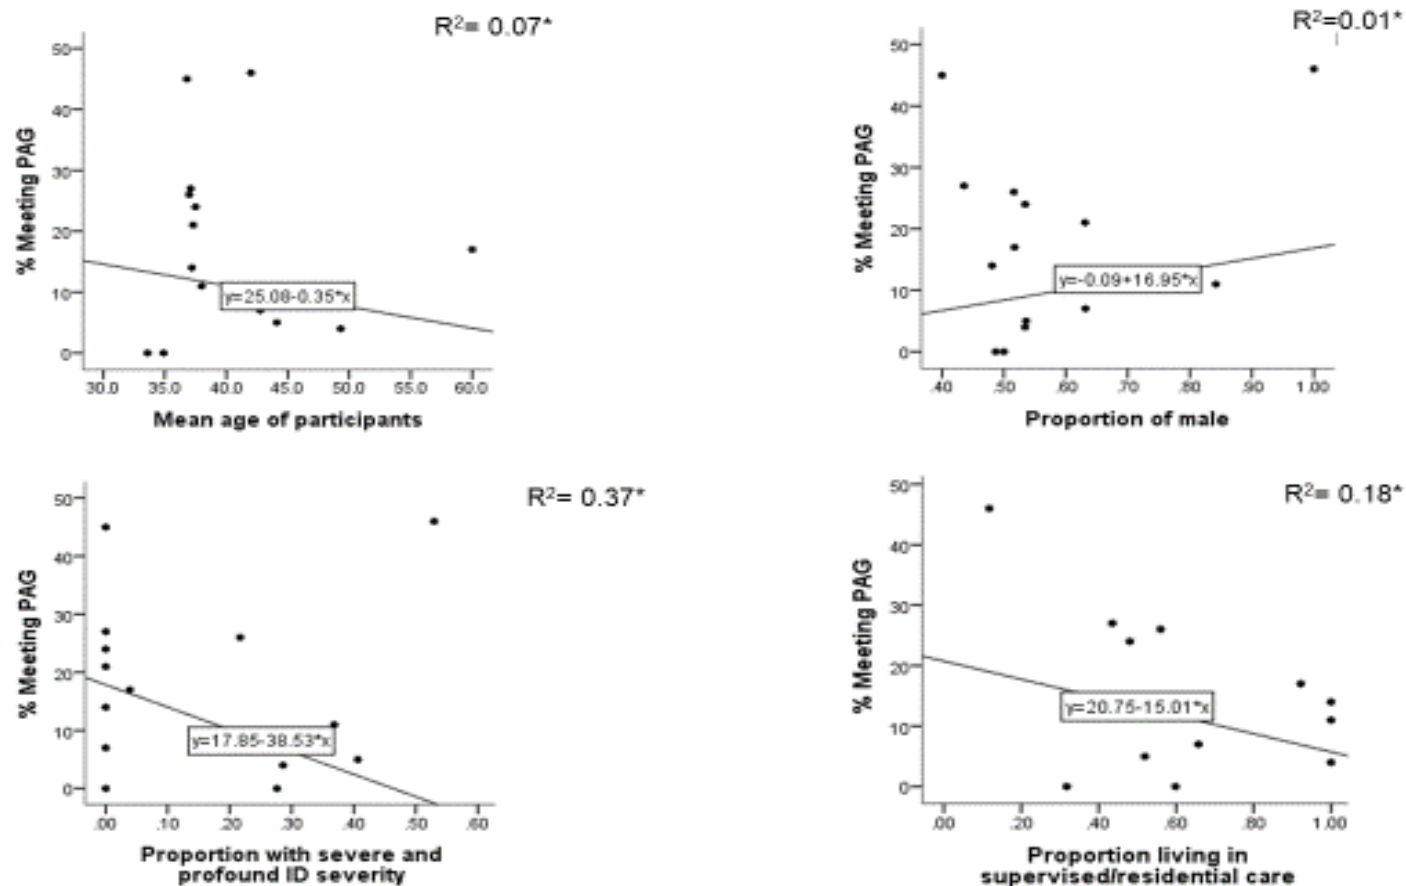 R²= 0.07*
% Meeting PAG
50
40
30
20
10
0
y=25.08-0.35*x
30.0 35.0 40.0 45.0 50.0 55.0 60.0
Mean age of participants
R²=0.01*
% Meeting PAG
50
40
30
20
10
0
y=-0.09+16.95*x
.40 .50 .60 .70 .80 .90 1.00
Proportion of male
R²= 0.37*
% Meeting PAG
50
40
30
20
10
0
y=17.85-38.53*x
.00 .10 .20 .30 .40 .50 .60
Proportion with severe and
profound ID severity
R²= 0.18*
% Meeting PAG
50
40
30
20
10
0
y=20.75-15.01*x
.00 .20 .40 .60 .80 1.00
Proportion living in
supervised/residential care